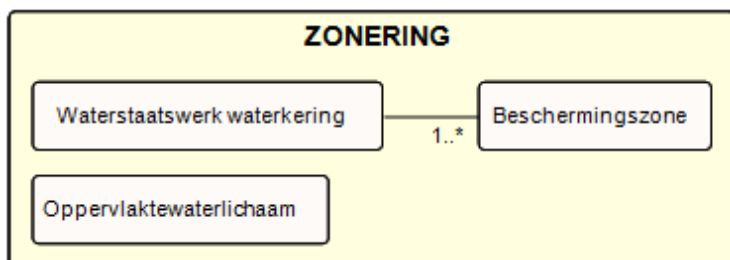 ZONERING
Waterstaatswerk waterkering
1..*
Beschermingszone
Oppervlaktewaterlichaam